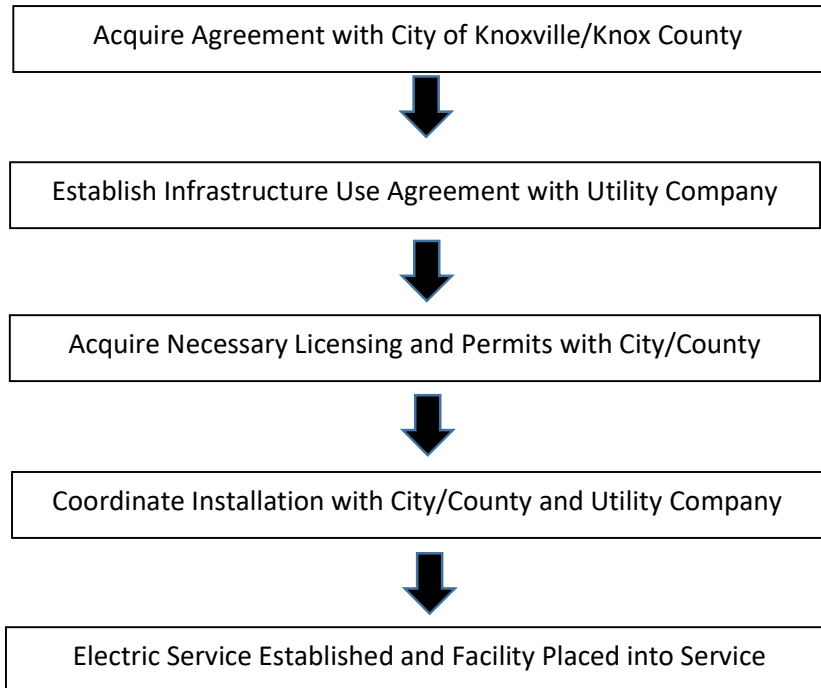 Acquire Agreement with City of Knoxville/Knox County
Establish Infrastructure Use Agreement with Utility Company
Acquire Necessary Licensing and Permits with City/County
Coordinate Installation with City/County and Utility Company
Electric Service Established and Facility Placed into Service